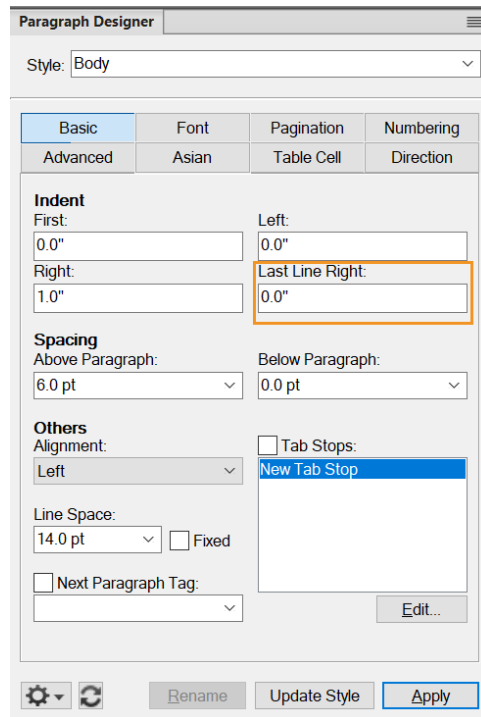 Paragraph Designer
Style: Body
Basic Font Pagination Numbering
Advanced Asian Table Cell Direction
Indent
First: Left:
0.0" 0.0"
Right: Last Line Right:
1.0" 0.0"
Spacing
Above Paragraph: Below Paragraph:
6.0 pt 0.0 pt
Others
Alignment: Tab Stops:
Left New Tab Stop
Line Space:
14.0 pt Fixed
Next Paragraph Tag:
Edit...
Rename Update Style Apply